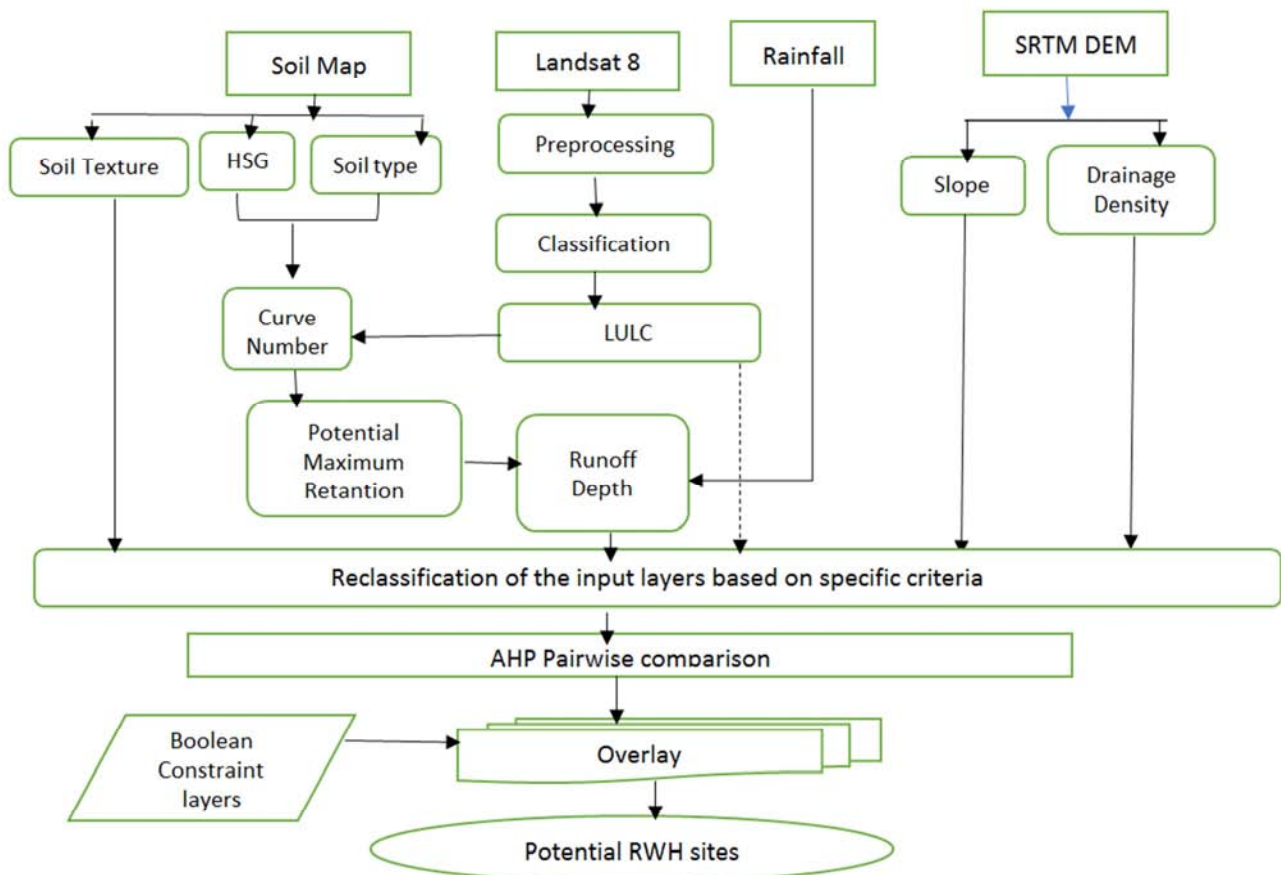 Soil Map
Landsat 8
Rainfall
SRTM DEM
Soil Texture
HSG
Soil type
Preprocessing
Slope
Drainage
Density
Classification
Curve
Number
LULC
Potential
Maximum
Retantion
Runoff
Depth
Reclassification of the input layers based on specific criteria
AHP Pairwise comparison
Boolean
Constraint
layers
Overlay
Potential RWH sites